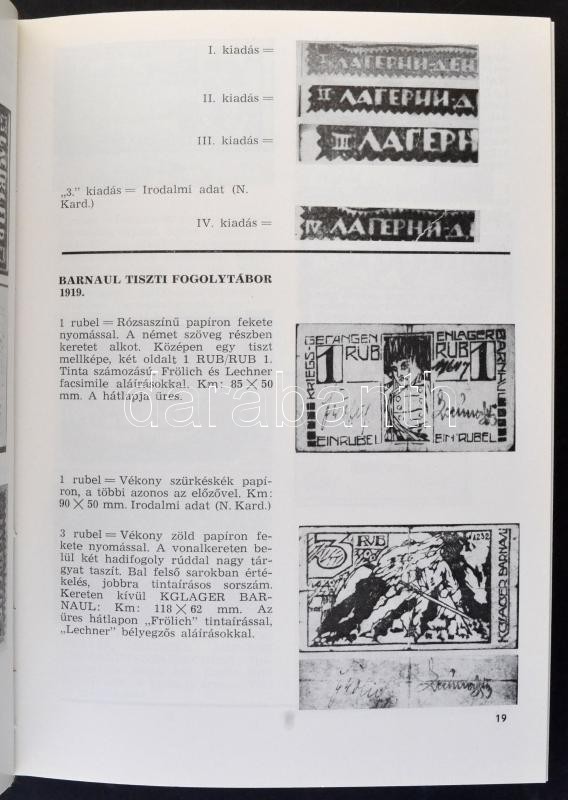 I. kiadás =
ЛАГЕРНИ-ДЕН
II. kiadás =
II ЛАГЕРНИ-Д
III. kiadás =
III ЛАГЕРН
„3." kiadás = Irodalmi adat (N.
Kard.)
IV. kiadás =
IV ЛАГЕРНИ-Д.
BARNAUL TISZTI FOGOLYTÁBOR
1919.
1 rubel = Rózsaszínű papíron fekete
nyomással. A német szöveg részben
keretet alkot. Középen egy tiszt
mellképe, két oldalt 1 RUB/RUB 1.
Tinta számozású, Frölich és Lechner
facsimile aláírásokkal. Km: 85×50
mm. A hátlapja üres.
KRIEGS GEFANGEN ENLAGER BARNAUL
1 RUB. RUB 1
EIN RUBEL EIN RUBEL
1 rubel = Vékony szürkéskék papí-
ron, a többi azonos az előzővel. Km:
90×50 mm. Irodalmi adat (N. Kard.)
3 rubel = Vékony zöld papíron fe-
kete nyomással. A vonalkereten be-
lül két hadifogoly rúddal nagy tár-
gyat taszít. Bal felső sarokban érté-
kelés, jobbra tintaírásos sorszám.
Kereten kívül KGLAGER BAR-
NAUL: Km: 118×62 mm. Az
üres hátlapon „Frölich" tintaírással,
„Lechner" bélyegzős aláírásokkal.
3 RUB 1232
KGLAGER BARNAUL
19
darabanth